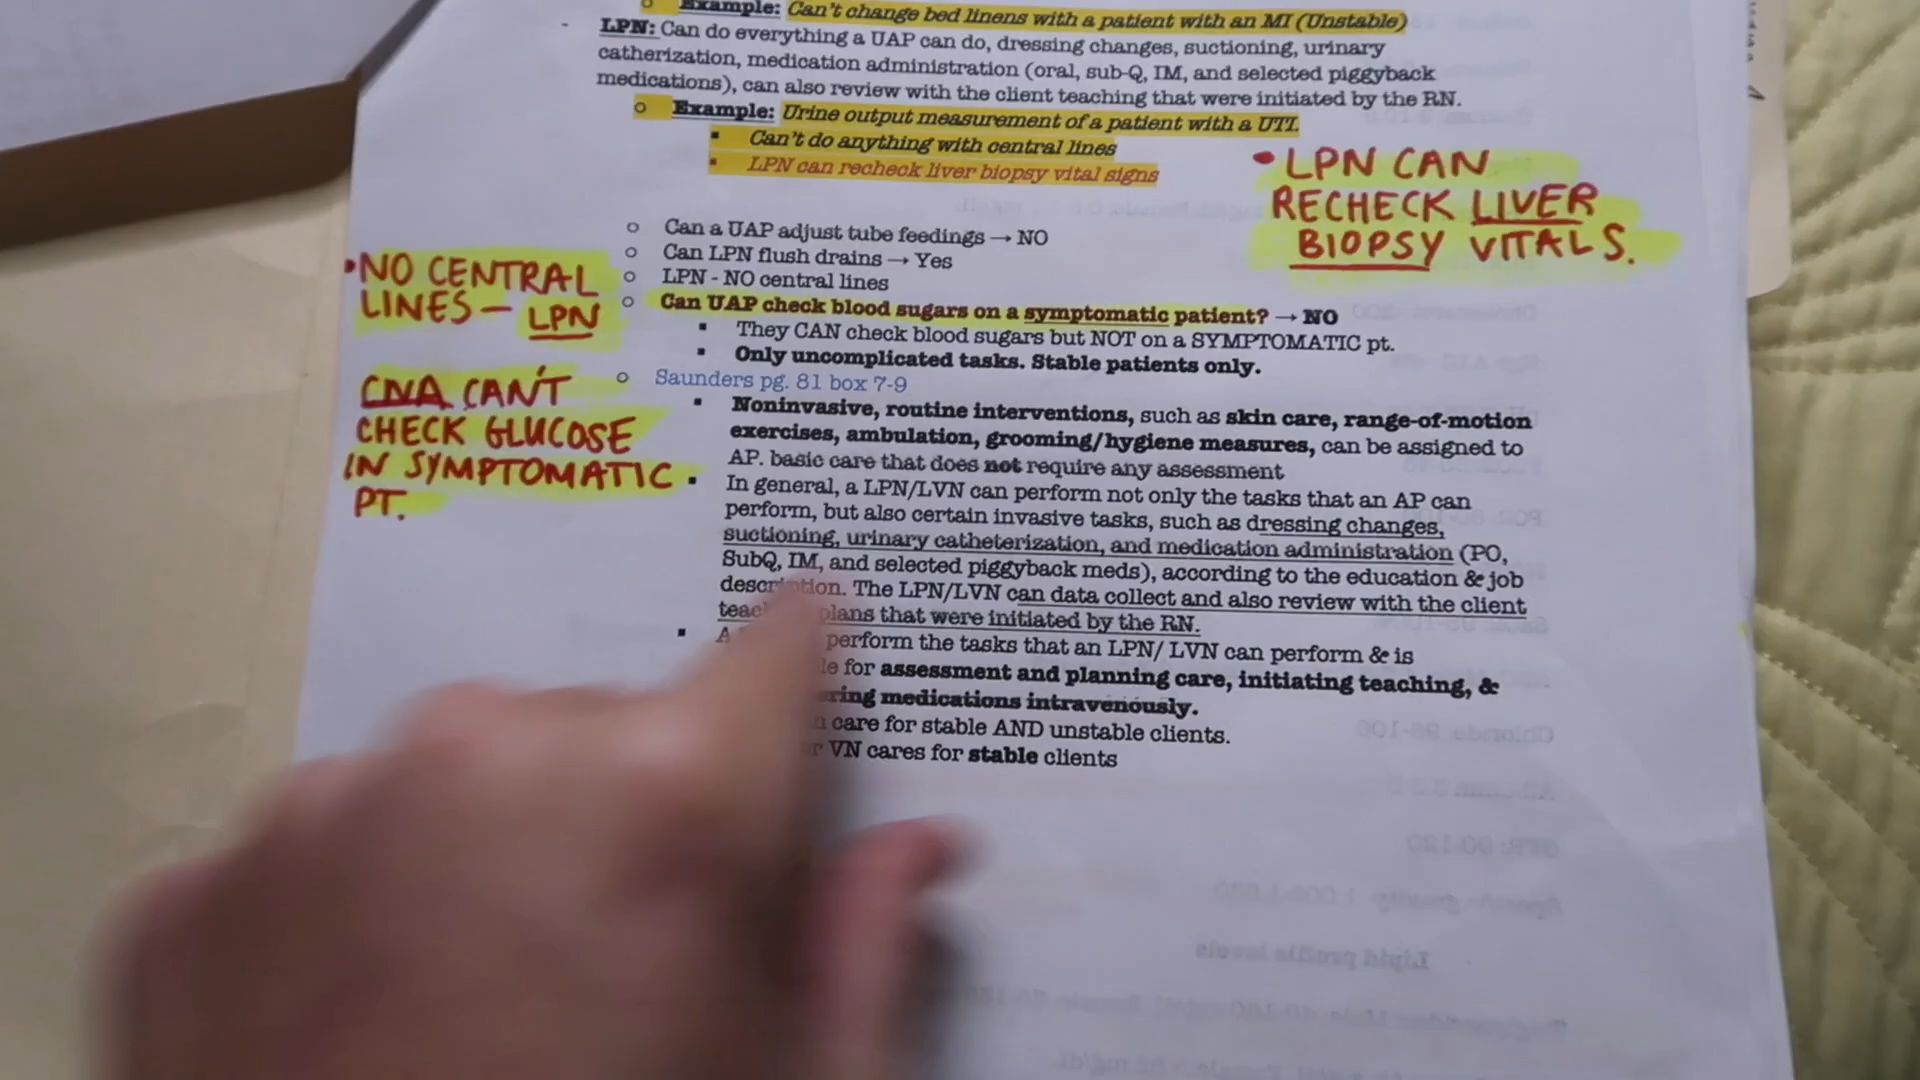 Example: Can't change bed linens with a patient with an MI (Unstable)
- LPN: Can do everything a UAP can do, dressing changes, suctioning, urinary
catherization, medication administration (oral, sub-Q, IM, and selected piggyback
medications), can also review with the client teaching that were initiated by the RN.
Example: Urine output measurement of a patient with a UTI.
Can't do anything with central lines
LPN can recheck liver biopsy vital signs
• LPN CAN
RECHECK LIVER
BIOPSY VITALS.
Can a UAP adjust tube feedings → NO
Can LPN flush drains → Yes
LPN - NO central lines
Can UAP check blood sugars on a symptomatic patient? → NO
They CAN check blood sugars but NOT on a SYMPTOMATIC pt.
Only uncomplicated tasks. Stable patients only.
• NO CENTRAL
LINES - LPN
CNA CAN'T
CHECK GLUCOSE
IN SYMPTOMATIC
PT.
Saunders pg. 81 box 7-9
Noninvasive, routine interventions, such as skin care, range-of-motion
exercises, ambulation, grooming/hygiene measures, can be assigned to
AP. basic care that does not require any assessment
In general, a LPN/LVN can perform not only the tasks that an AP can
perform, but also certain invasive tasks, such as dressing changes,
suctioning, urinary catheterization, and medication administration (PO,
SubQ, IM, and selected piggyback meds), according to the education & job
description. The LPN/LVN can data collect and also review with the client
plans that were initiated by the RN.
A perform the tasks that an LPN/ LVN can perform & is
for assessment and planning care, initiating teaching, &
medications intravenously.
care for stable AND unstable clients.
VN cares for stable clients